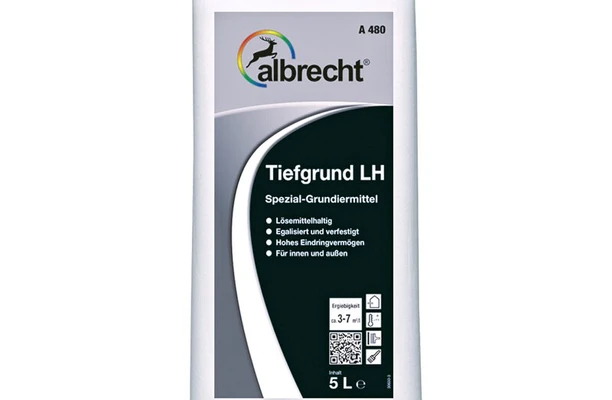 A 480
albrecht®
Tiefgrund LH
Spezial-Grundiermittel
● Lösemittelhaltig
● Egalisiert und verfestigt
● Hohes Eindringvermögen
● Für innen und außen
Ergiebigkeit
ca. 3-7 m²/l
Inhalt
5 L ℮